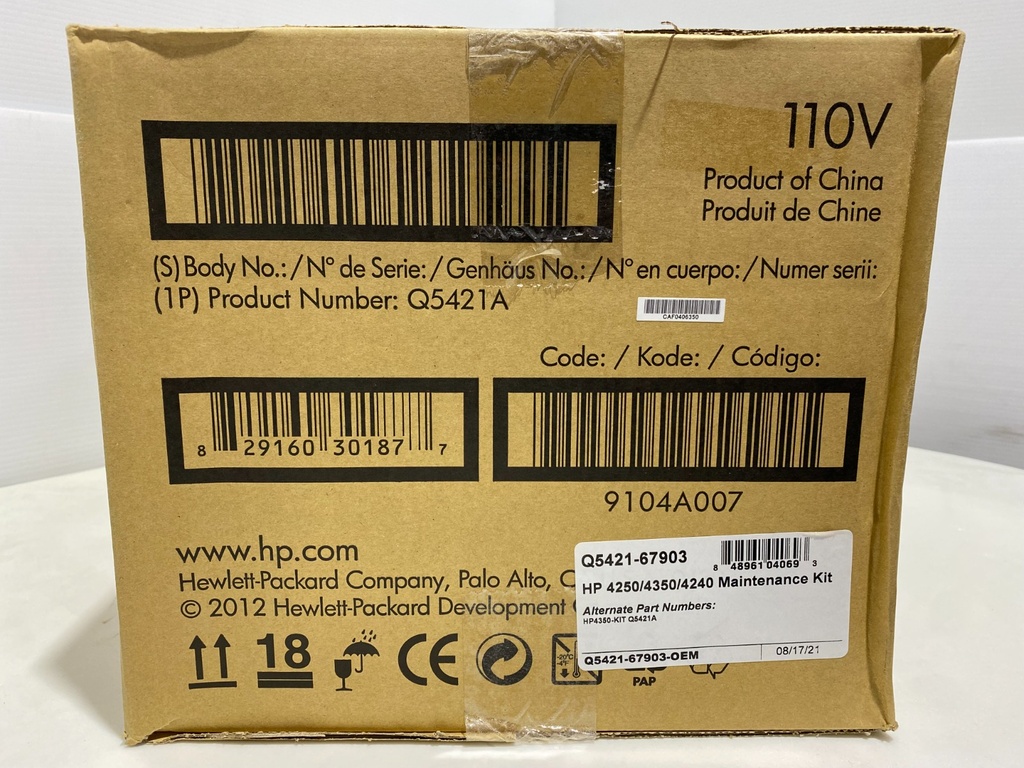 110V
Product of China
Produit de Chine
(S) Body No.: / N° de Serie: / Genhäus No.: / N° en cuerpo: / Numer serii:
(1P) Product Number: Q5421A
CAF0406350
Code: / Kode: / Código:
8 29160 30187 7
9104A007
www.hp.com
Hewlett-Packard Company, Palo Alto,
© 2012 Hewlett-Packard Development
18
CE
-20°C
-4°F
PAP
Q5421-67903
8 48961 04069 3
HP 4250/4350/4240 Maintenance Kit
Alternate Part Numbers:
HP4350-KIT Q5421A
Q5421-67903-OEM
08/17/21